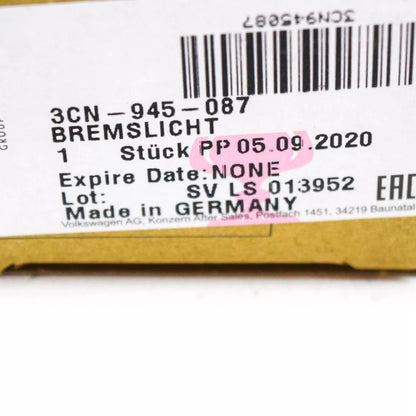 3CN945087
3CN-945-087
BREMSLICHT
1 Stück PP 05.09.2020
Expire Date: NONE
Lot: SV LS 013952
Made in GERMANY
EAC
Volkswagen AG, Konzern After Sales, Postfach 1451, 34219 Baunatal
GROUP